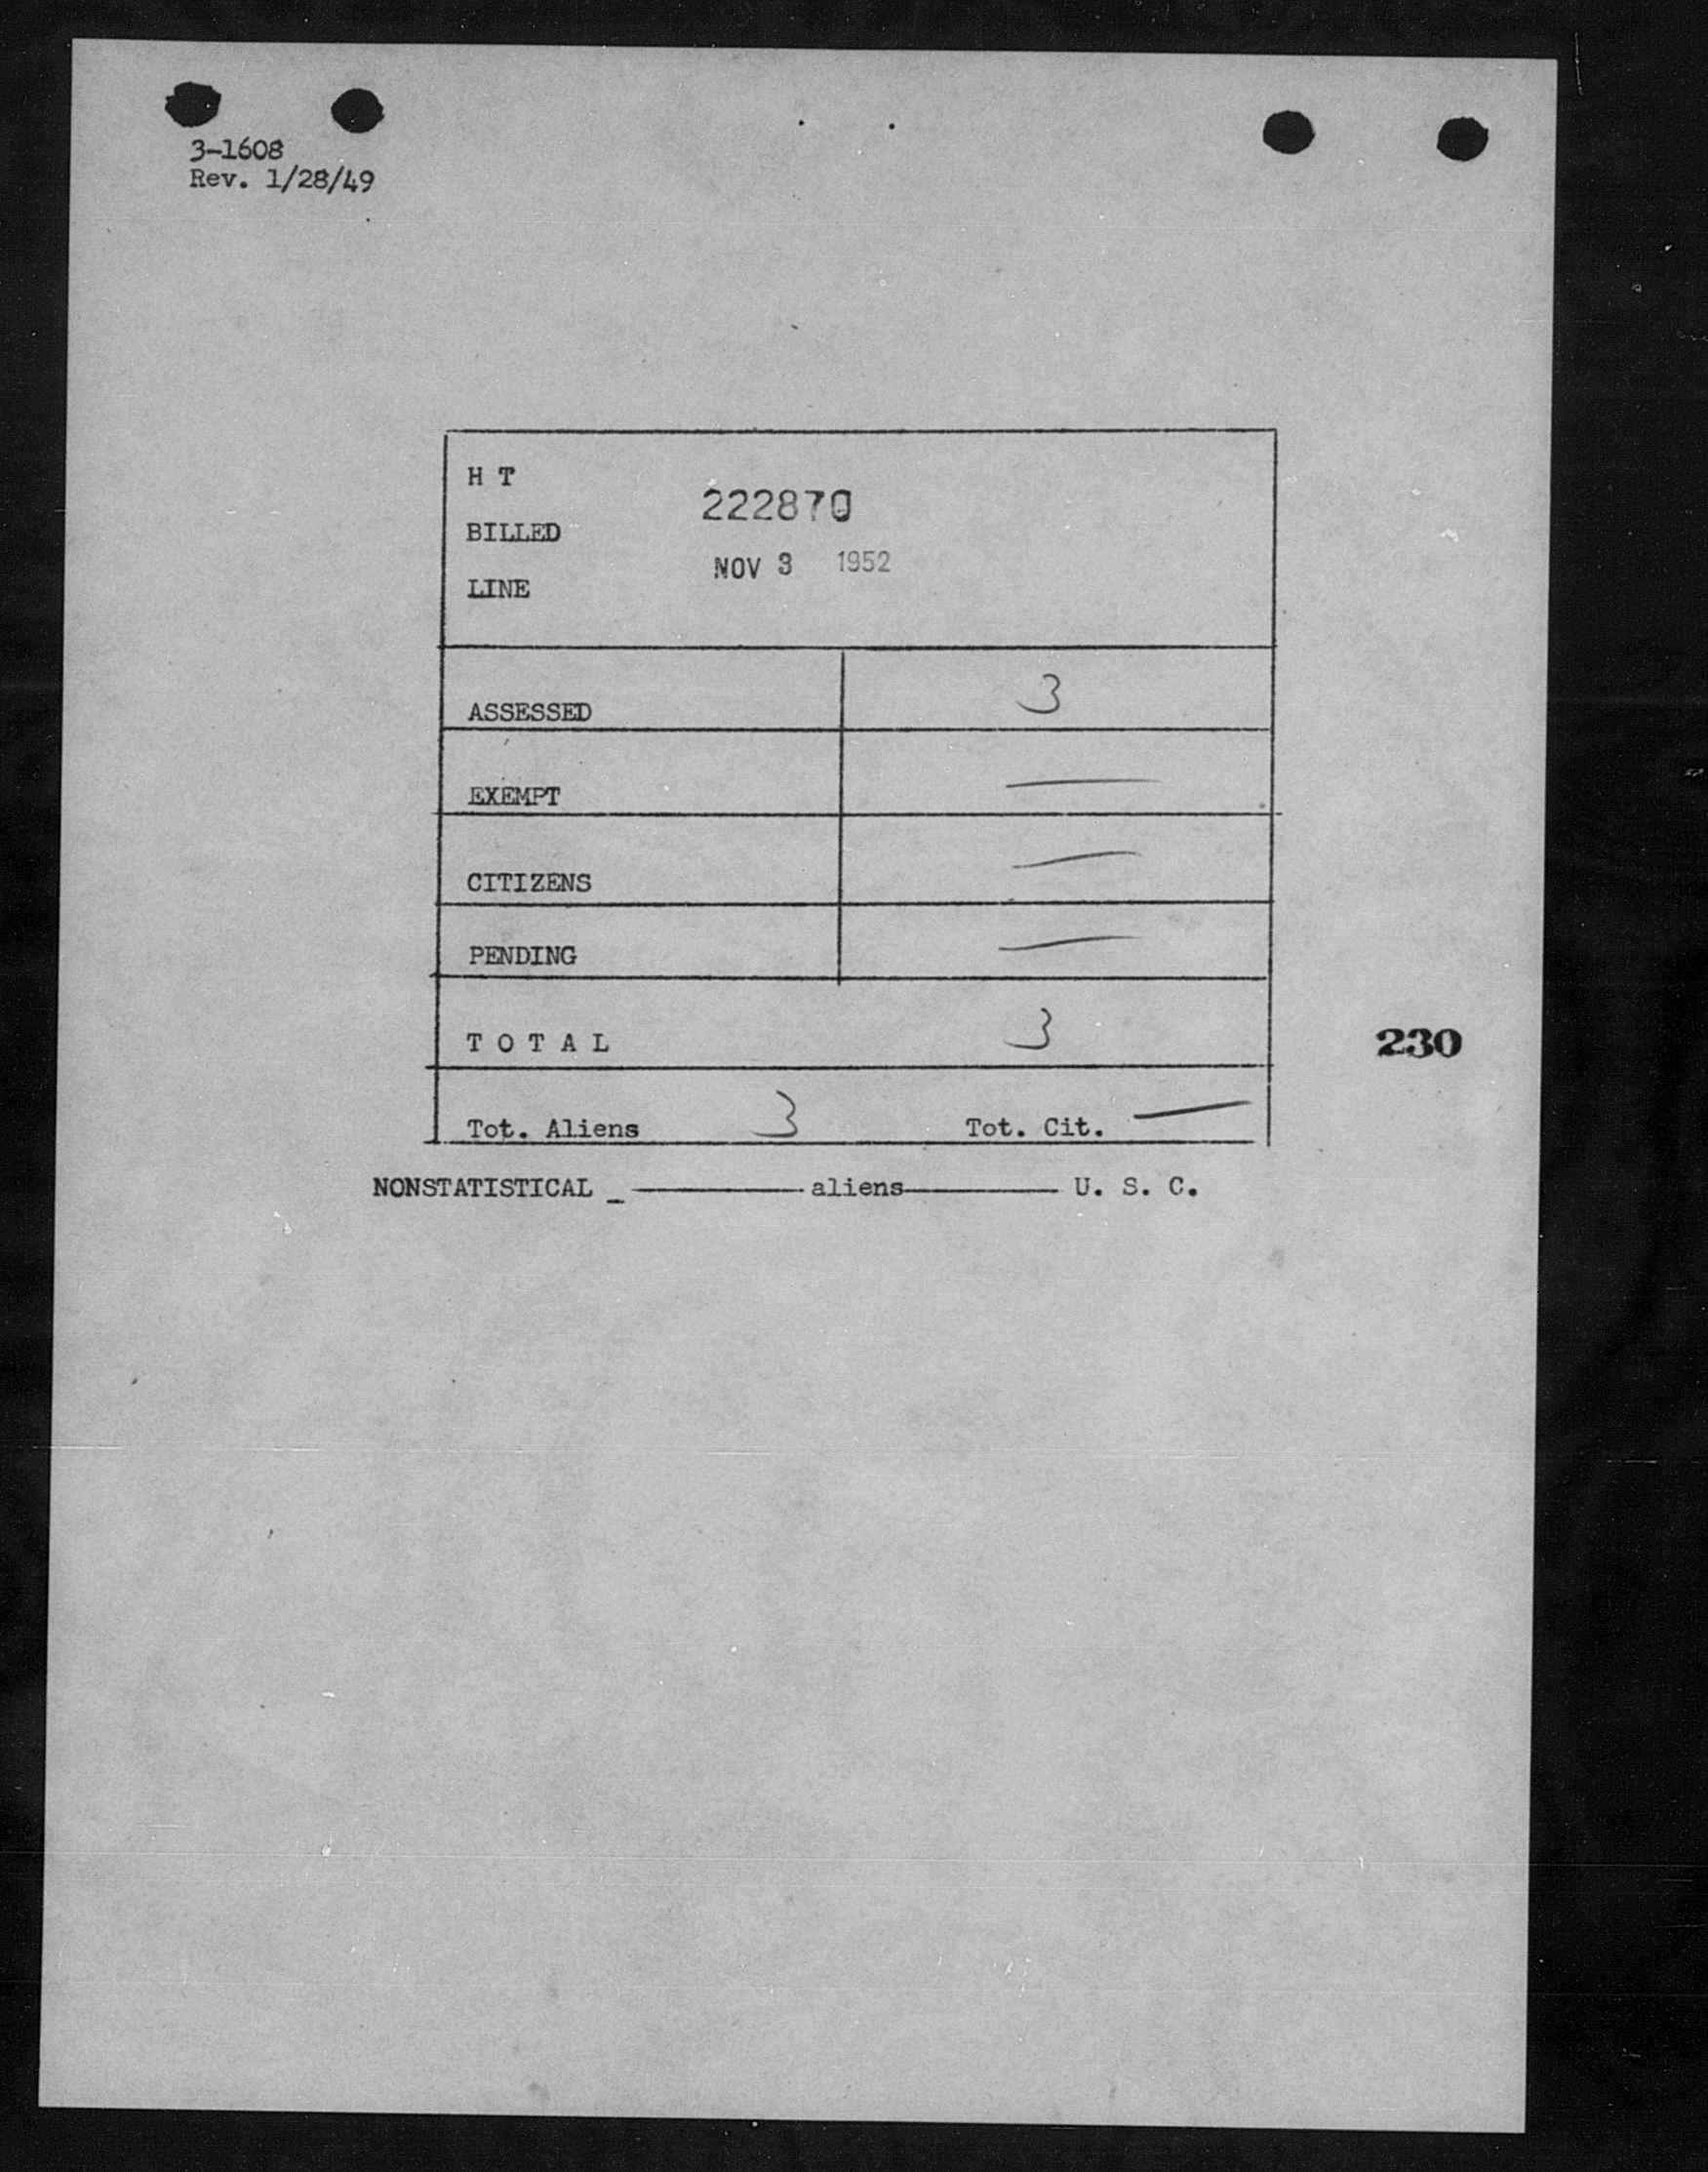 3-1608
Rev. 1/28/49
H T
222870
BILLED
NOV 3 1952
LINE
ASSESSED 3
EXEMPT —
CITIZENS —
PENDING —
T O T A L 3
230
Tot. Aliens 3 Tot. Cit. —
NONSTATISTICAL _ ——— aliens ——— U. S. C.